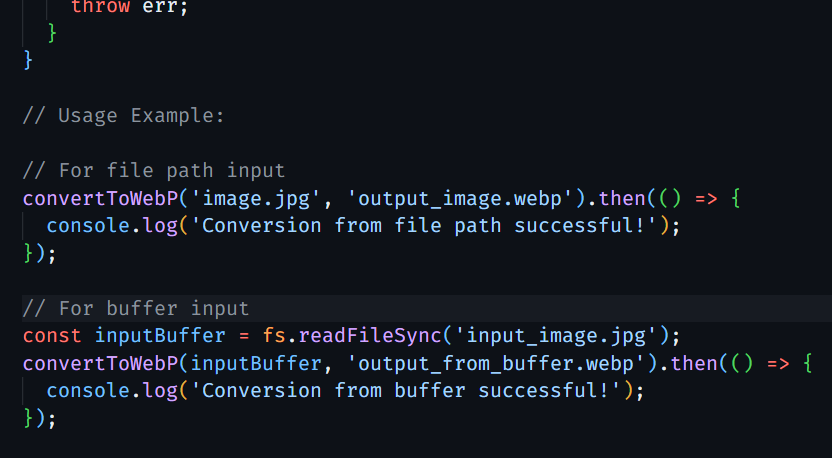 throw err;
}
}
// Usage Example:
// For file path input
convertToWebP('image.jpg', 'output_image.webp').then(() => {
console.log('Conversion from file path successful!');
});
// For buffer input
const inputBuffer = fs.readFileSync('input_image.jpg');
convertToWebP(inputBuffer, 'output_from_buffer.webp').then(() => {
console.log('Conversion from buffer successful!');
});